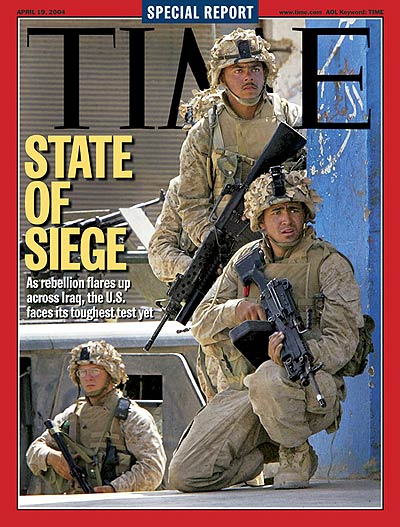 APRIL 19, 2004
SPECIAL REPORT
www.time.com AOL Keyword: TIME
TIME
STATE
OF
SIEGE
As rebellion flares up
across Iraq, the U.S.
faces its toughest test yet